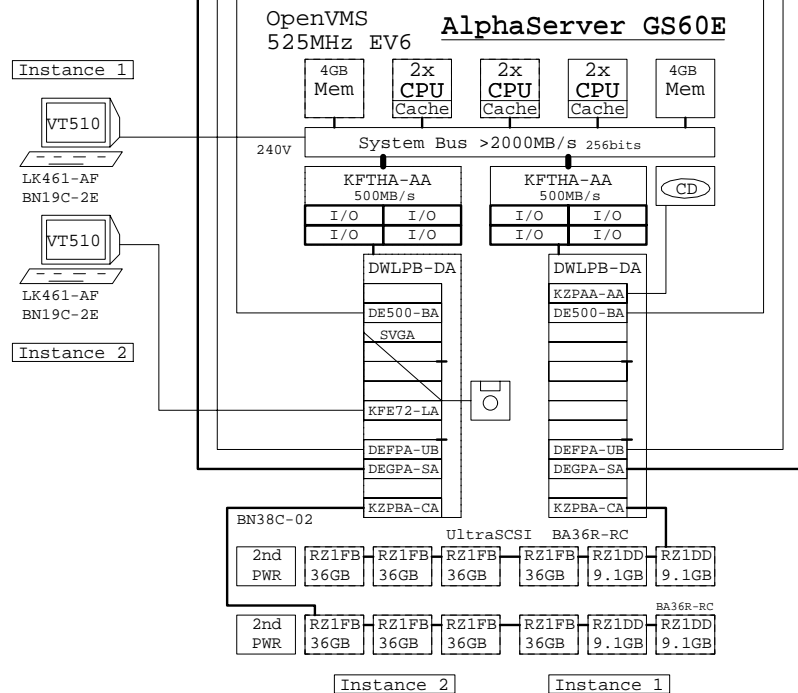 OpenVMS
525MHz EV6
AlphaServer GS60E
Instance 1
4GB
Mem
2x
CPU
Cache
2x
CPU
Cache
2x
CPU
Cache
4GB
Mem
VT510
240V
System Bus >2000MB/s 256bits
LK461-AF
BN19C-2E
KFTHA-AA
500MB/s
KFTHA-AA
500MB/s
CD
I/O I/O
I/O I/O
I/O I/O
I/O I/O
VT510
LK461-AF
BN19C-2E
Instance 2
DWLPB-DA
DE500-BA
SVGA
KFE72-LA
DEFPA-UB
DEGPA-SA
KZPBA-CA
DWLPB-DA
KZPAA-AA
DE500-BA
DEFPA-UB
DEGPA-SA
KZPBA-CA
BN38C-02
UltraSCSI BA36R-RC
2nd
PWR
RZ1FB
36GB
RZ1FB
36GB
RZ1FB
36GB
RZ1FB
36GB
RZ1DD
9.1GB
RZ1DD
9.1GB
BA36R-RC
2nd
PWR
RZ1FB
36GB
RZ1FB
36GB
RZ1FB
36GB
RZ1FB
36GB
RZ1DD
9.1GB
RZ1DD
9.1GB
Instance 2
Instance 1